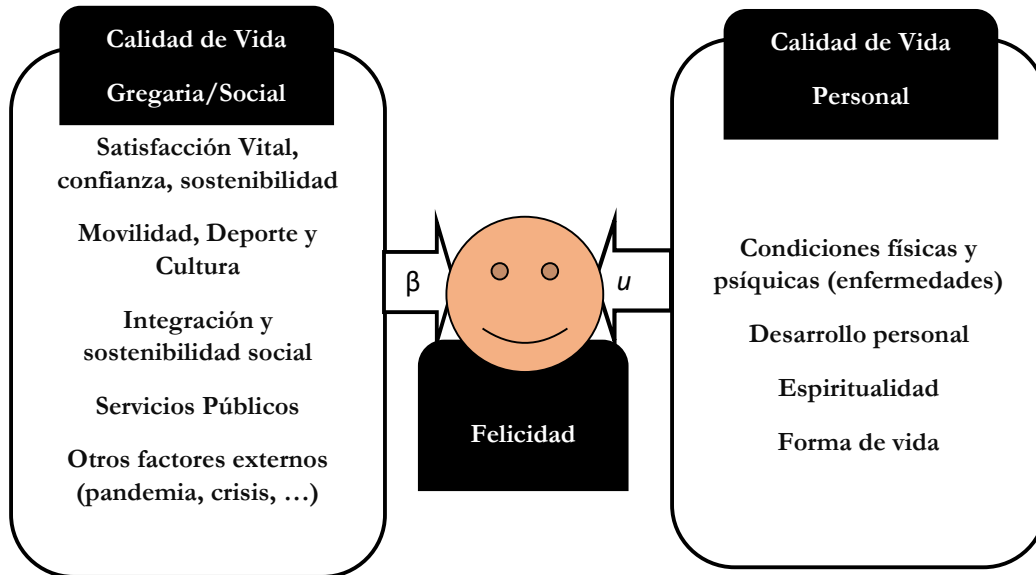 Calidad de Vida
Gregaria/Social
Satisfacción Vital,
confianza, sostenibilidad
Movilidad, Deporte y
Cultura
Integración y
sostenibilidad social
Servicios Públicos
Otros factores externos
(pandemia, crisis, …)
β
u
Felicidad
Calidad de Vida
Personal
Condiciones físicas y
psíquicas (enfermedades)
Desarrollo personal
Espiritualidad
Forma de vida